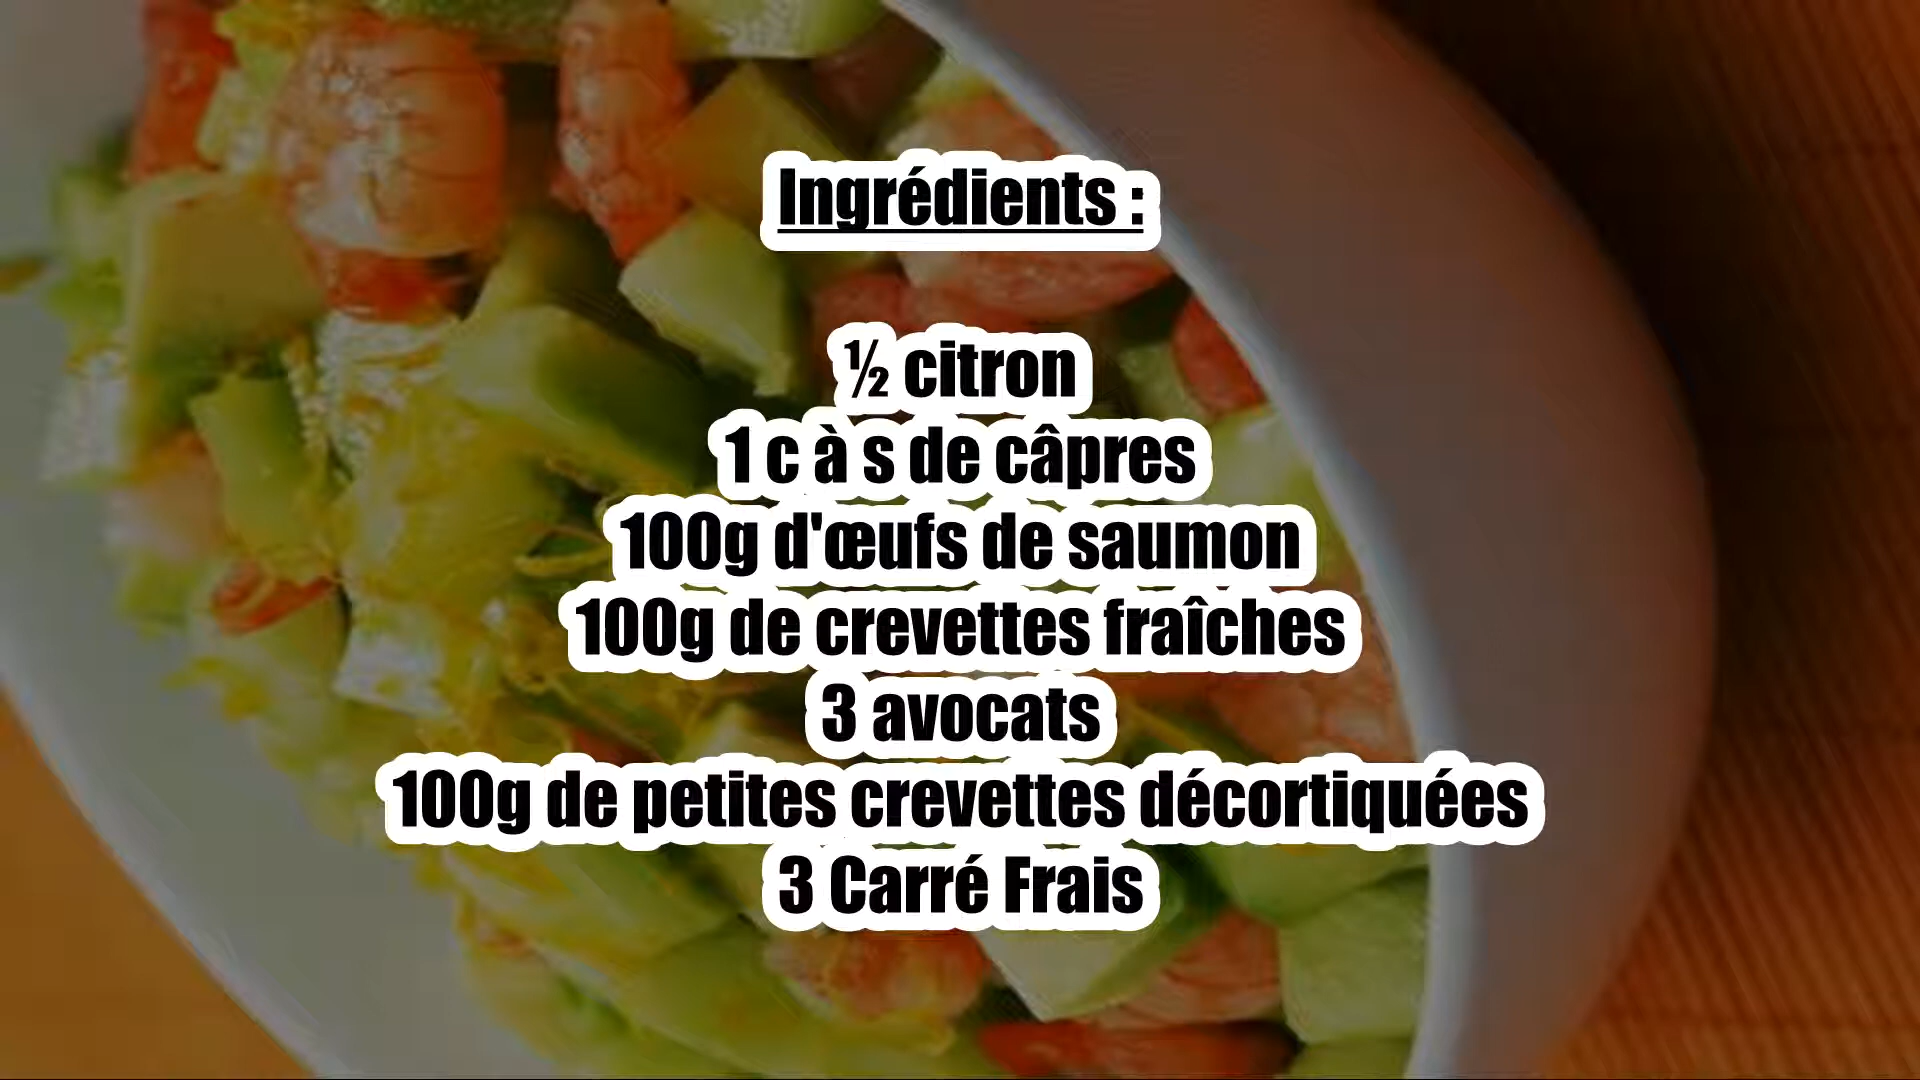 Ingrédients :
½ citron
1 c à s de câpres
100g d'œufs de saumon
100g de crevettes fraîches
3 avocats
100g de petites crevettes décortiquées
3 Carré Frais